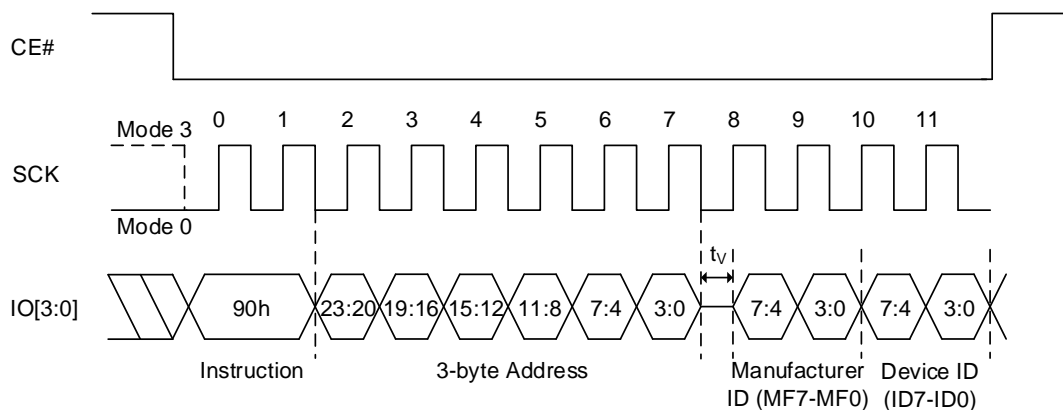 CE#
0 1 2 3 4 5 6 7 8 9 10 11
Mode 3
SCK
Mode 0
tV
IO[3:0] 90h 23:20 19:16 15:12 11:8 7:4 3:0 7:4 3:0 7:4 3:0
Instruction 3-byte Address Manufacturer Device ID
ID (MF7-MF0) (ID7-ID0)